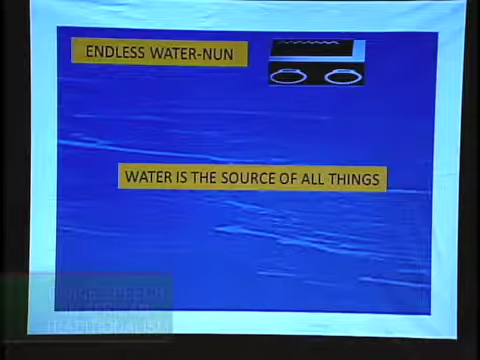 ENDLESS WATER-NUN
WATER IS THE SOURCE OF ALL THINGS